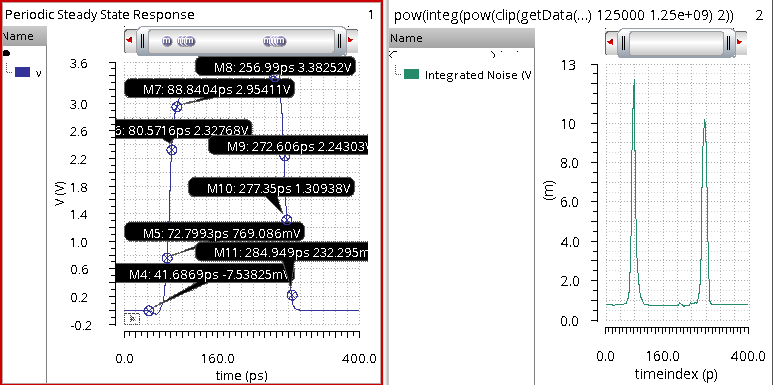 Periodic Steady State Response 1
Name
v
V (V)
3.6
3.0
2.6
2.2
1.8
1.4
1.0
0.6
0.2
-0.2
M8: 256.99ps 3.38252V
M7: 88.8404ps 2.95411V
6: 80.5716ps 2.32768V
M9: 272.606ps 2.24303V
M10: 277.35ps 1.30938V
M5: 72.7993ps 769.086mV
M11: 284.949ps 232.295m
M4: 41.6869ps -7.53825mV
0.0 160.0 400.0
time (ps)
pow(integ(pow(clip(getData(...) 125000 1.25e+09) 2)) 2
Name
Integrated Noise (V
(m)
13
10
8.0
6.0
4.0
2.0
0.0
0.0 160.0 400.0
timeindex (p)